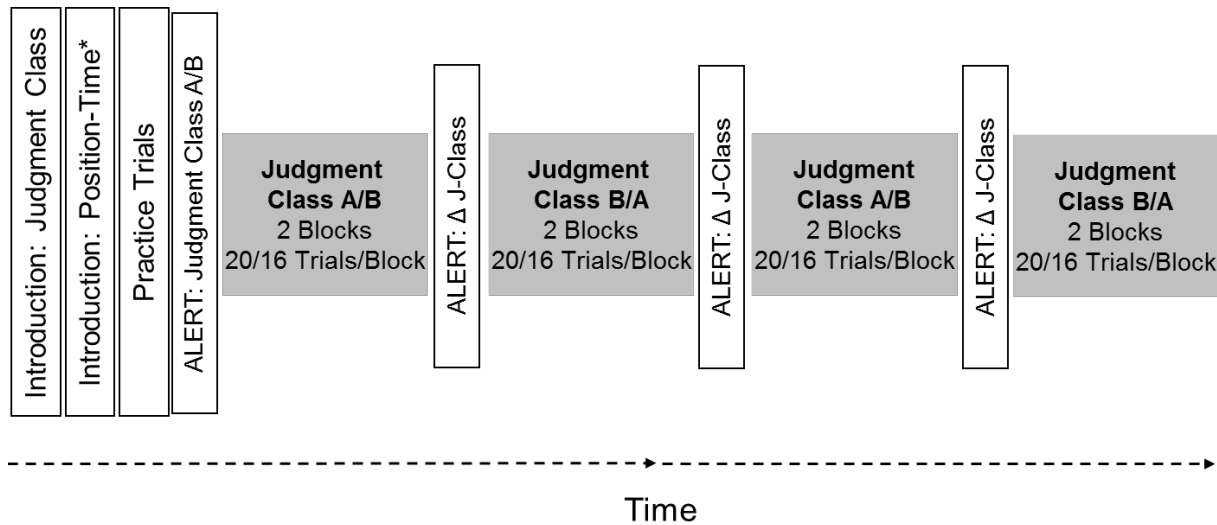 Introduction: Judgment Class
Introduction: Position-Time*
Practice Trials
ALERT: Judgment Class A/B
Judgment
Class A/B
2 Blocks
20/16 Trials/Block
ALERT: Δ J-Class
Judgment
Class B/A
2 Blocks
20/16 Trials/Block
ALERT: Δ J-Class
Judgment
Class A/B
2 Blocks
20/16 Trials/Block
ALERT: Δ J-Class
Judgment
Class B/A
2 Blocks
20/16 Trials/Block
Time